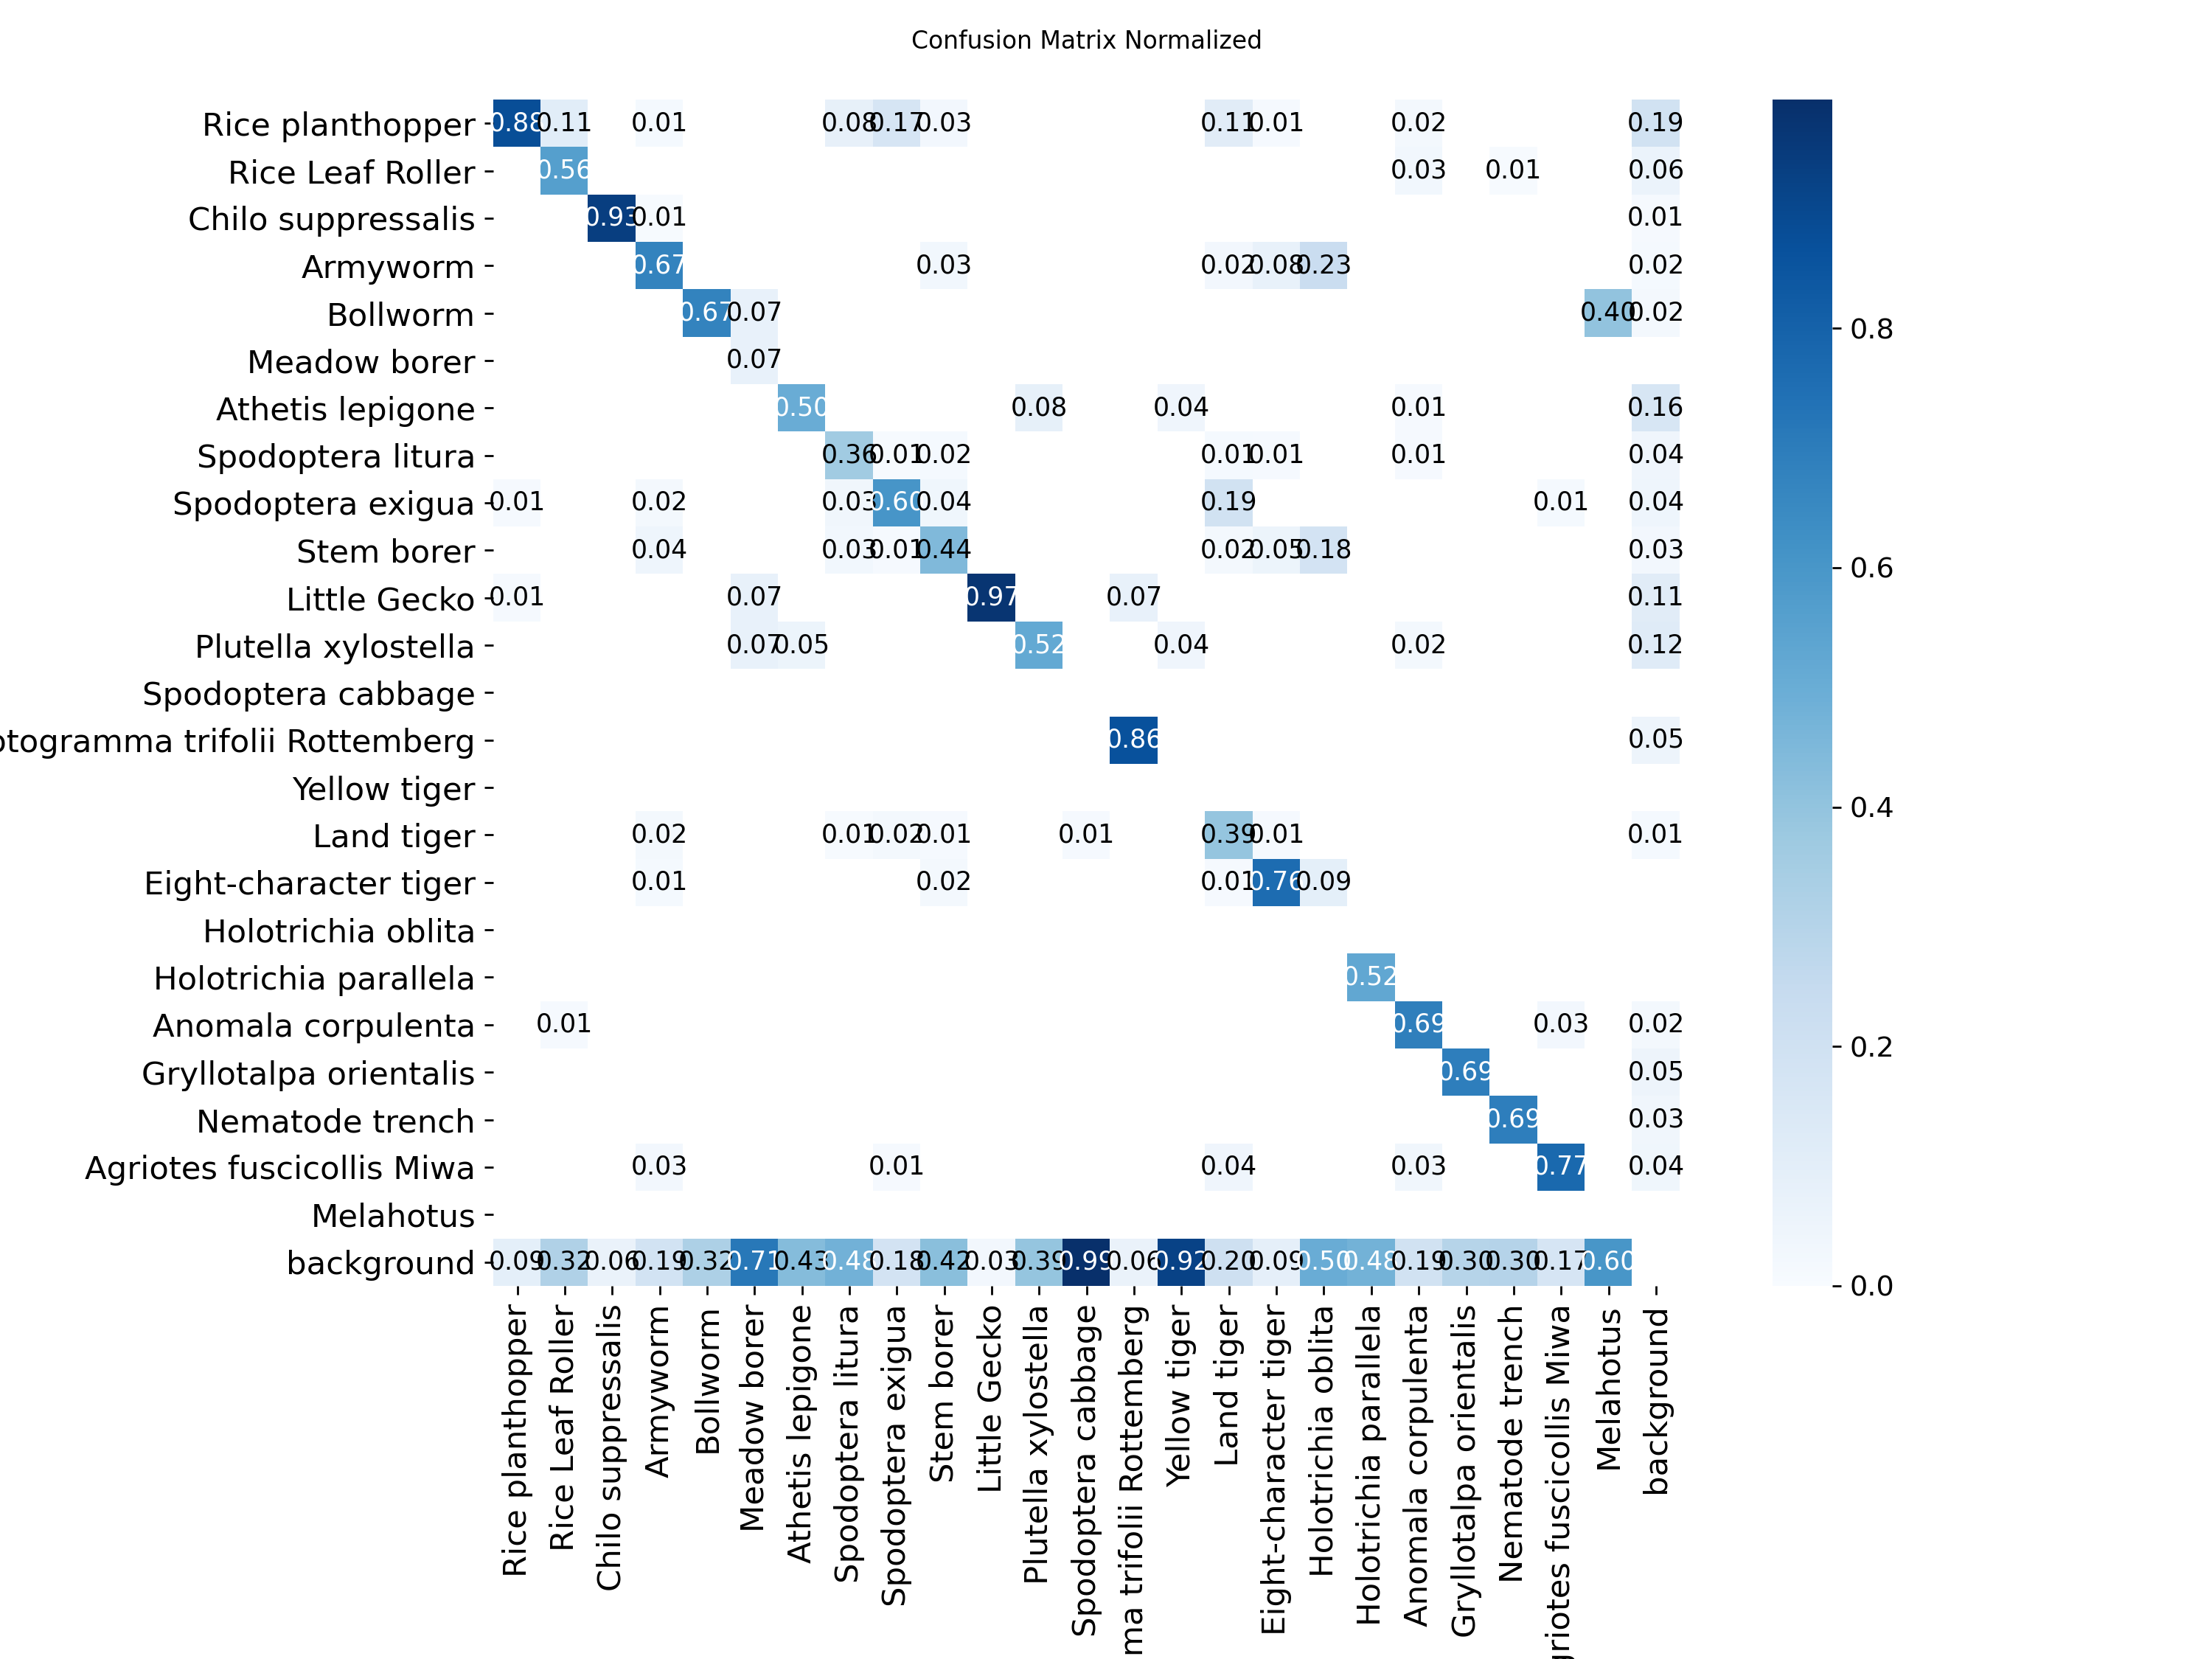 Confusion Matrix Normalized
Rice planthopper 0.88 0.11 0.01 0.08 0.17 0.03 0.11 0.01 0.02 0.19
Rice Leaf Roller 0.56 0.03 0.01 0.06
Chilo suppressalis 0.93 0.01 0.01
Armyworm 0.67 0.03 0.02 0.08 0.23 0.02
Bollworm 0.67 0.07 0.40 0.02
Meadow borer 0.07
Athetis lepigone 0.50 0.08 0.04 0.01 0.16
Spodoptera litura 0.36 0.01 0.02 0.01 0.01 0.01 0.04
Spodoptera exigua 0.01 0.02 0.03 0.60 0.04 0.19 0.01 0.04
Stem borer 0.04 0.03 0.01 0.44 0.02 0.05 0.18 0.03
Little Gecko 0.01 0.07 0.97 0.07 0.11
Plutella xylostella 0.07 0.05 0.52 0.04 0.02 0.12
Spodoptera cabbage
otogramma trifolii Rottemberg 0.86 0.05
Yellow tiger
Land tiger 0.02 0.01 0.02 0.01 0.01 0.39 0.01 0.01
Eight-character tiger 0.01 0.02 0.01 0.76 0.09
Holotrichia oblita
Holotrichia parallela 0.52
Anomala corpulenta 0.01 0.69 0.03 0.02
Gryllotalpa orientalis 0.69 0.05
Nematode trench 0.69 0.03
Agriotes fuscicollis Miwa 0.03 0.01 0.04 0.03 0.77 0.04
Melahotus
background 0.09 0.32 0.06 0.19 0.32 0.71 0.43 0.48 0.18 0.42 0.03 0.39 0.99 0.06 0.92 0.20 0.09 0.50 0.48 0.19 0.30 0.30 0.17 0.60
Rice planthopper
Rice Leaf Roller
Chilo suppressalis
Armyworm
Bollworm
Meadow borer
Athetis lepigone
Spodoptera litura
Spodoptera exigua
Stem borer
Little Gecko
Plutella xylostella
Spodoptera cabbage
ma trifolii Rottemberg
Yellow tiger
Land tiger
Eight-character tiger
Holotrichia oblita
Holotrichia parallela
Anomala corpulenta
Gryllotalpa orientalis
Nematode trench
griotes fuscicollis Miwa
Melahotus
background
0.8
0.6
0.4
0.2
0.0